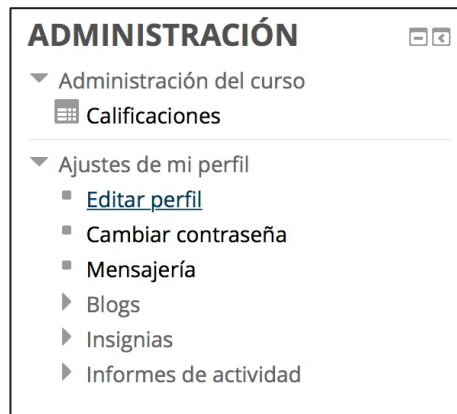 ADMINISTRACIÓN
Administración del curso
Calificaciones
Ajustes de mi perfil
Editar perfil
Cambiar contraseña
Mensajería
Blogs
Insignias
Informes de actividad